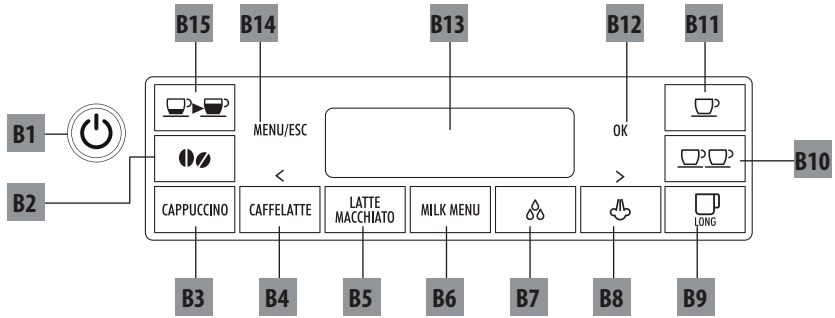 B15 B14 B13 B12 B11
B1 MENU/ESC OK
B10
B2 < >
CAPPUCCINO CAFFELATTE LATTE MACCHIATO MILK MENU LONG
B3 B4 B5 B6 B7 B8 B9